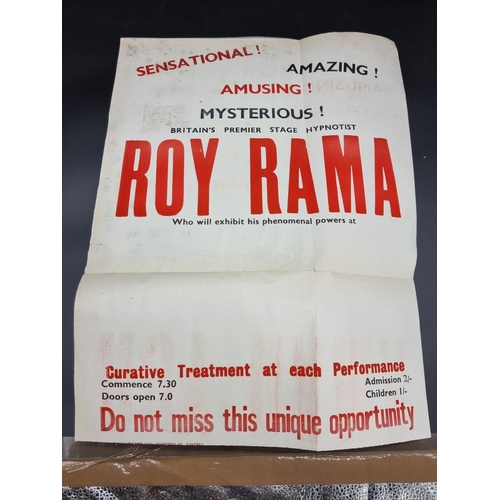 SENSATIONAL!
AMAZING!
AMUSING!
MYSTERIOUS!
BRITAIN'S PREMIER STAGE HYPNOTIST
ROY RAMA
Who will exhibit his phenomenal powers at
Curative Treatment at each Performance
Commence 7.30
Admission 2/-
Doors open 7.0
Children 1/-
Do not miss this unique opportunity